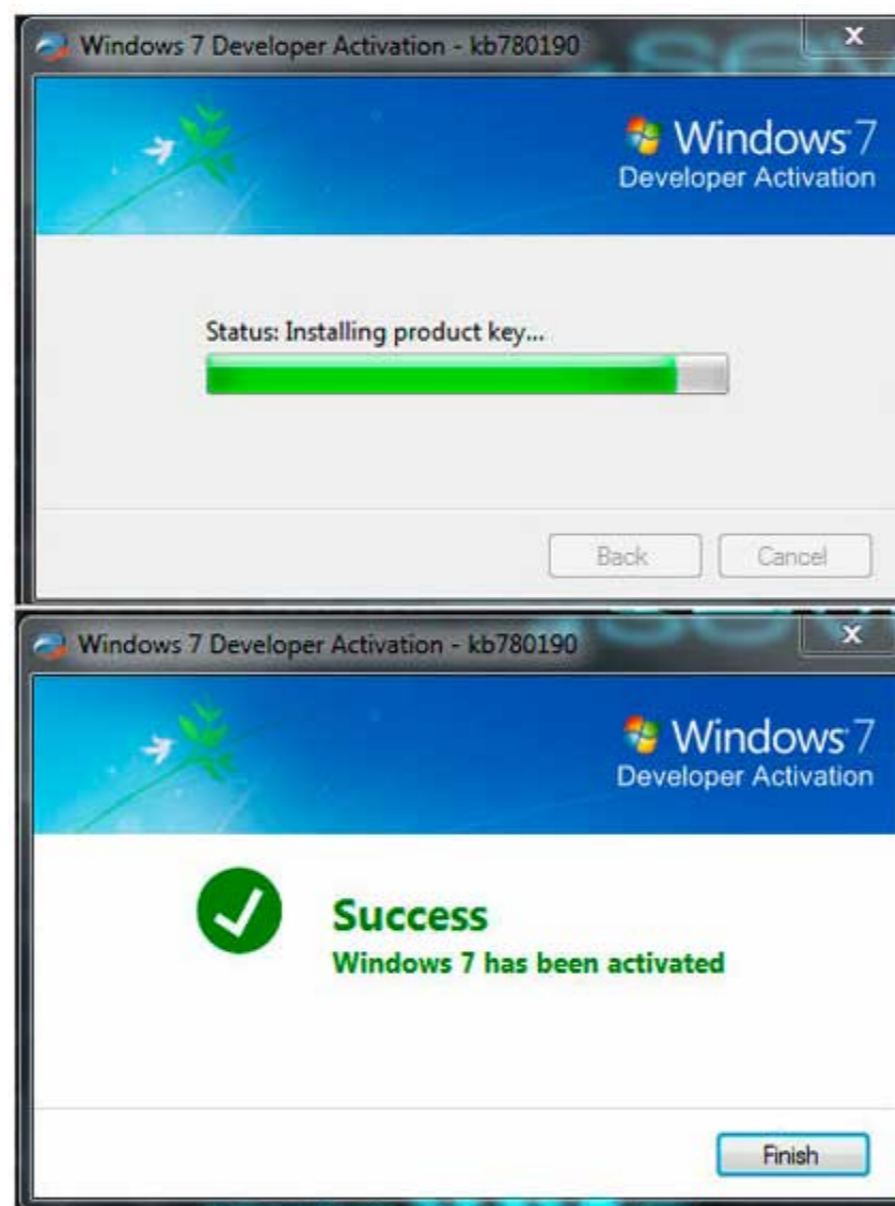 Windows 7 Developer Activation - kb780190
Windows 7
Developer Activation
Status: Installing product key...
Back Cancel
Windows 7 Developer Activation - kb780190
Windows 7
Developer Activation
Success
Windows 7 has been activated
Finish